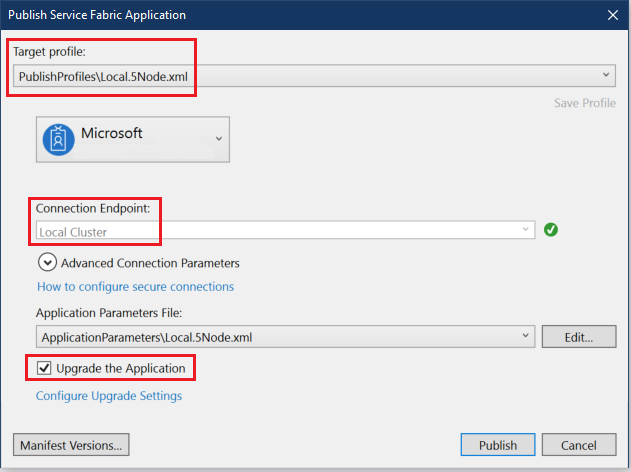 Publish Service Fabric Application
Target profile:
PublishProfiles\Local.5Node.xml
Save Profile
Microsoft
Connection Endpoint:
Local Cluster
Advanced Connection Parameters
How to configure secure connections
Application Parameters File:
ApplicationParameters\Local.5Node.xml
Edit...
Upgrade the Application
Configure Upgrade Settings
Manifest Versions...
Publish
Cancel